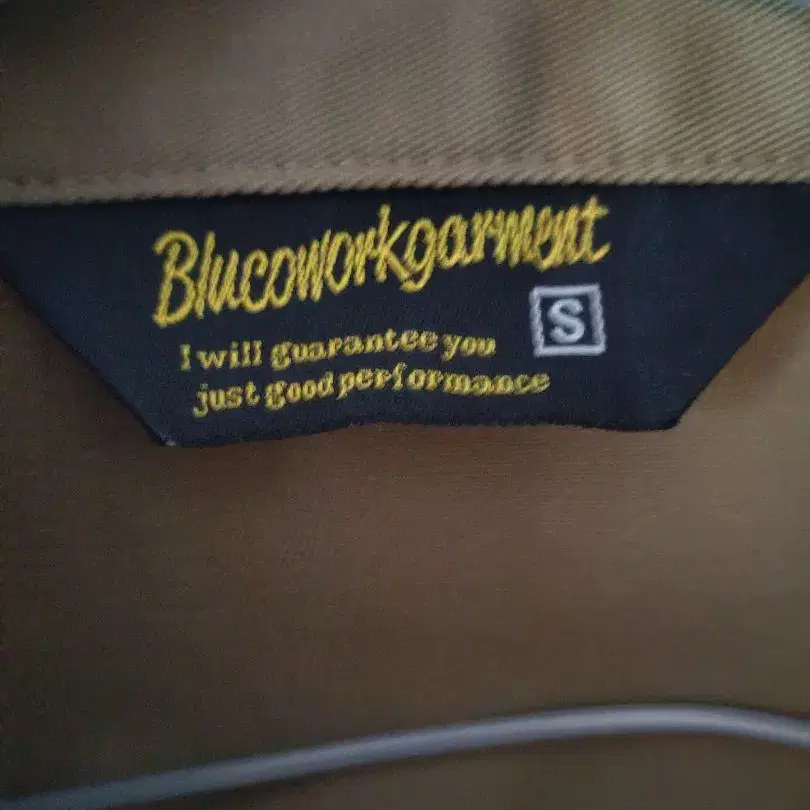 Blucoworkgarment
S
I will guarantee you
just good performance